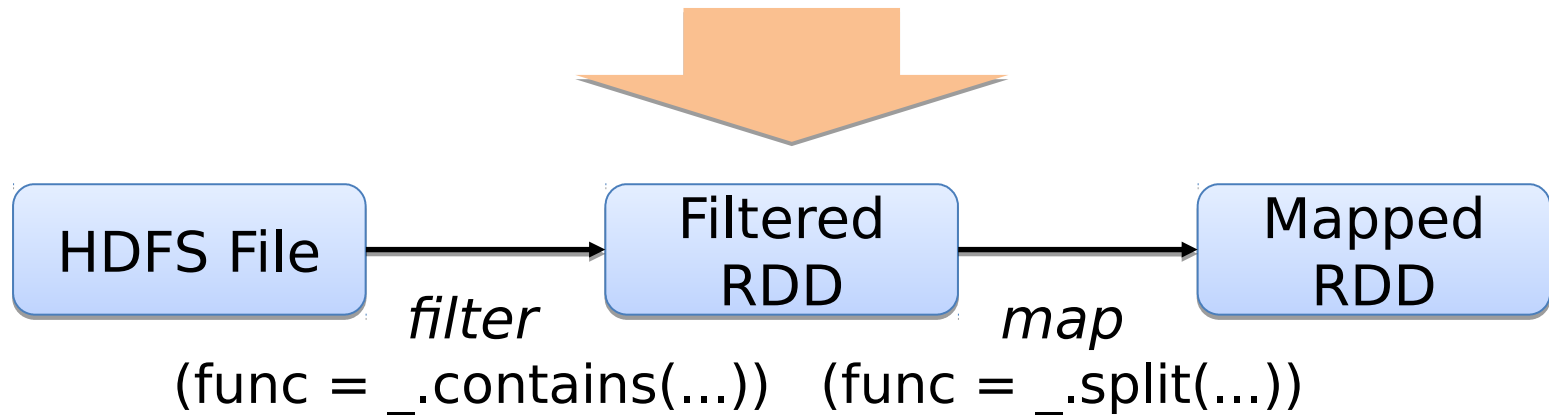 HDFS File
Filtered
RDD
Mapped
RDD
filter
(func = _.contains(...))
map
(func = _.split(...))